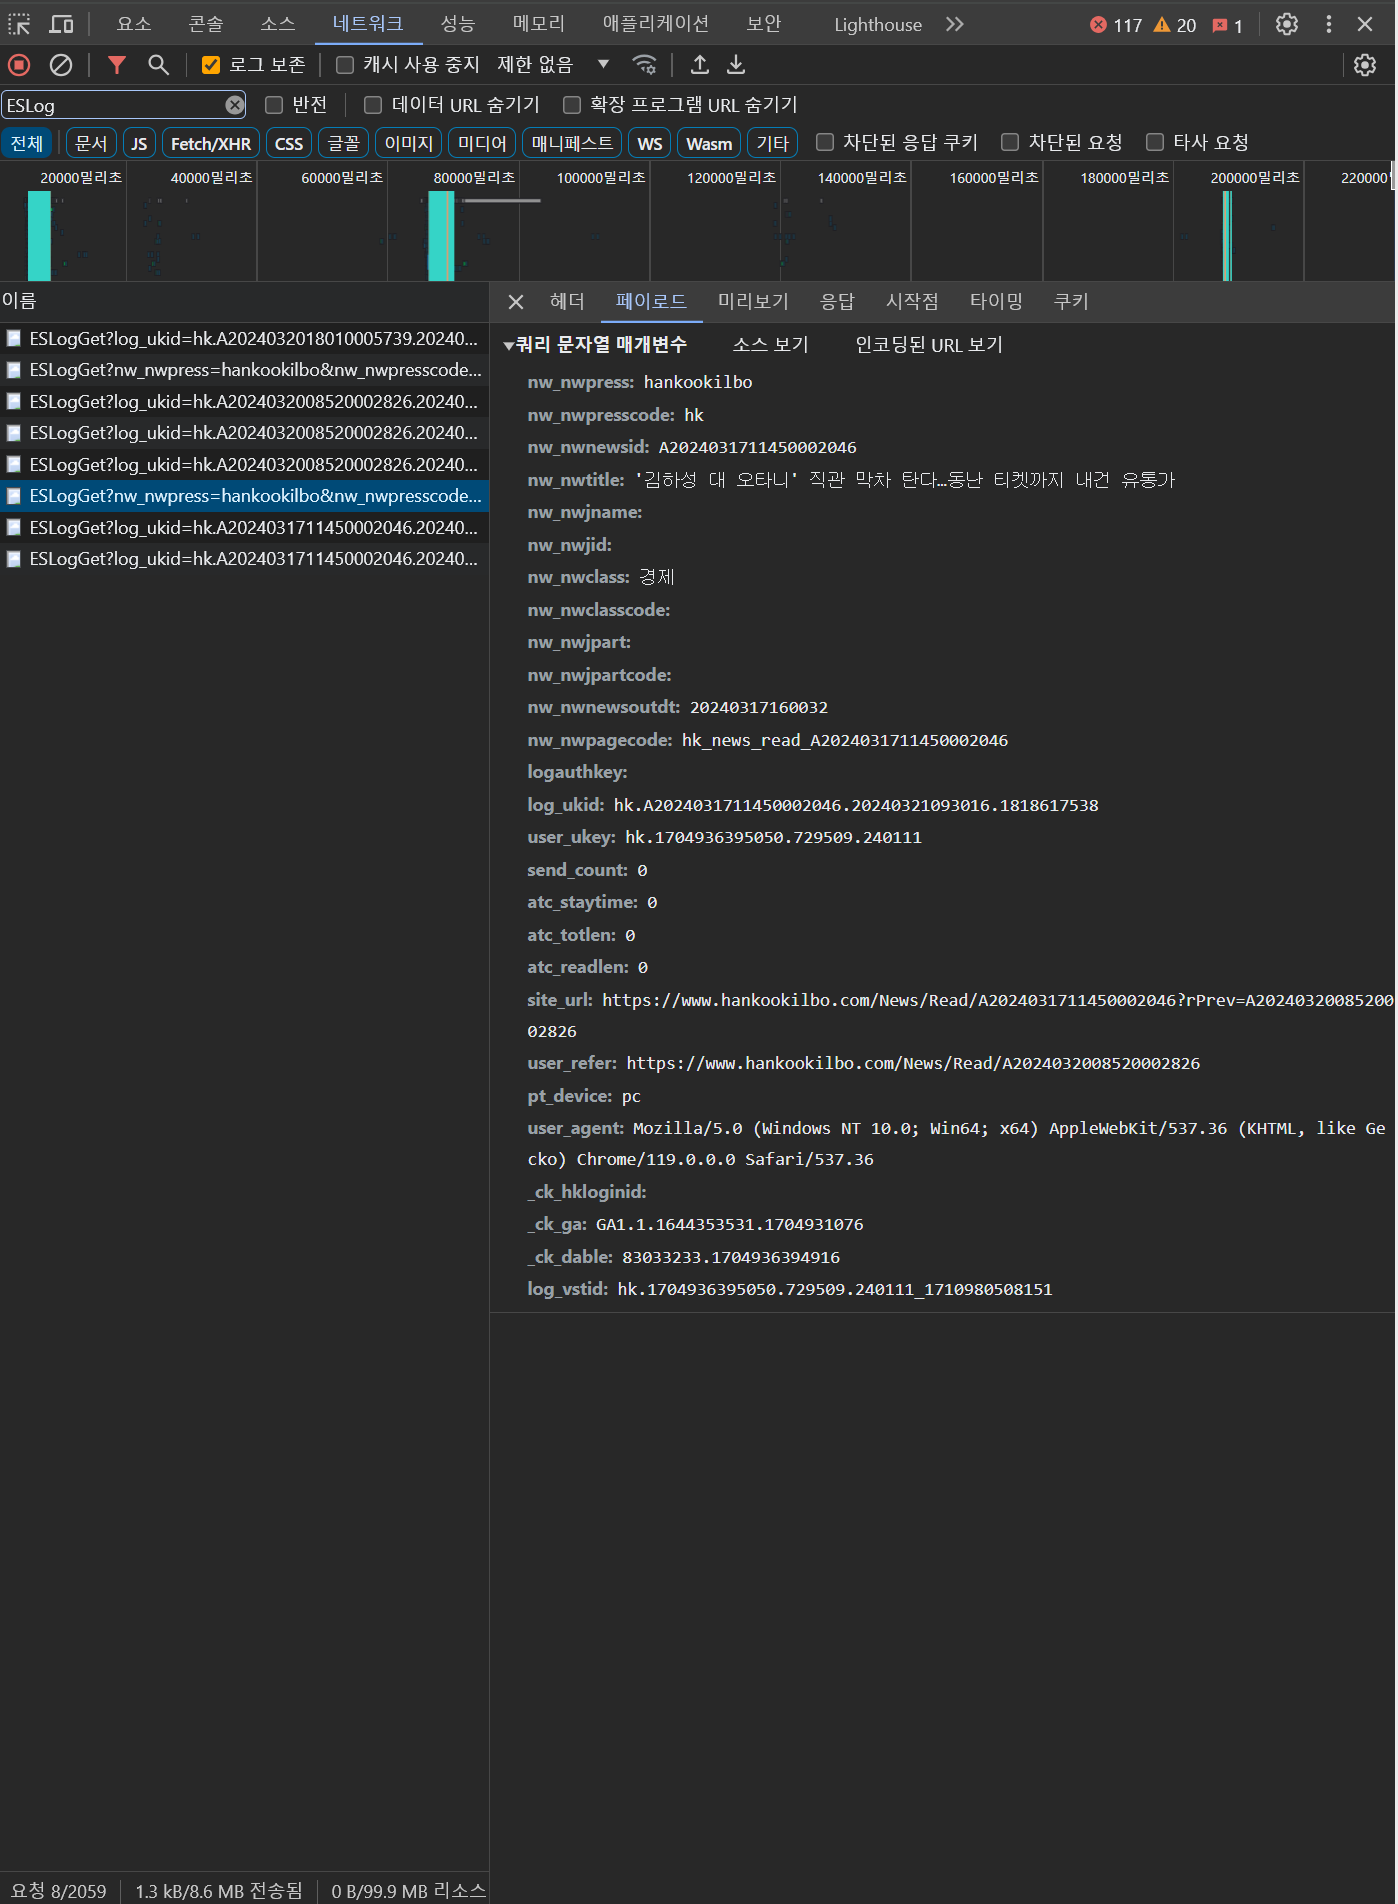 요소 콘솔 소스 네트워크 성능 메모리 애플리케이션 보안 Lighthouse 117 20 1
로그 보존 캐시 사용 중지 제한 없음
ESLog 반전 데이터 URL 숨기기 확장 프로그램 URL 숨기기
전체 문서 JS Fetch/XHR CSS 글꼴 이미지 미디어 매니페스트 WS Wasm 기타 차단된 응답 쿠키 차단된 요청 타사 요청
20000밀리초 40000밀리초 60000밀리초 80000밀리초 100000밀리초 120000밀리초 140000밀리초 160000밀리초 180000밀리초 200000밀리초 220000
이름
ESLogGet?log_ukid=hk.A2024032018010005739.20240...
ESLogGet?nw_nwpress=hankookilbo&nw_nwpresscode...
ESLogGet?log_ukid=hk.A2024032008520002826.20240...
ESLogGet?log_ukid=hk.A2024032008520002826.20240...
ESLogGet?log_ukid=hk.A2024032008520002826.20240...
ESLogGet?nw_nwpress=hankookilbo&nw_nwpresscode...
ESLogGet?log_ukid=hk.A2024031711450002046.20240...
ESLogGet?log_ukid=hk.A2024031711450002046.20240...
헤더 페이로드 미리보기 응답 시작점 타이밍 쿠키
쿼리 문자열 매개변수 소스 보기 인코딩된 URL 보기
nw_nwpress: hankookilbo
nw_nwpresscode: hk
nw_nwnewsid: A2024031711450002046
nw_nwtitle: '김하성 대 오타니' 직관 막차 탄다…동난 티켓까지 내건 유통가
nw_nwjname:
nw_nwjid:
nw_nwclass: 경제
nw_nwclasscode:
nw_nwjpart:
nw_nwjpartcode:
nw_nwnewsoutdt: 20240317160032
nw_nwpagecode: hk_news_read_A2024031711450002046
logauthkey:
log_ukid: hk.A2024031711450002046.20240321093016.1818617538
user_ukey: hk.1704936395050.729509.240111
send_count: 0
atc_staytime: 0
atc_totlen: 0
atc_readlen: 0
site_url: https://www.hankookilbo.com/News/Read/A2024031711450002046?rPrev=A20240320085200
02826
user_refer: https://www.hankookilbo.com/News/Read/A2024032008520002826
pt_device: pc
user_agent: Mozilla/5.0 (Windows NT 10.0; Win64; x64) AppleWebKit/537.36 (KHTML, like Ge
cko) Chrome/119.0.0.0 Safari/537.36
_ck_hkloginid:
_ck_ga: GA1.1.1644353531.1704931076
_ck_dable: 83033233.1704936394916
log_vstid: hk.1704936395050.729509.240111_1710980508151
요청 8/2059 1.3 kB/8.6 MB 전송됨 0 B/99.9 MB 리소스